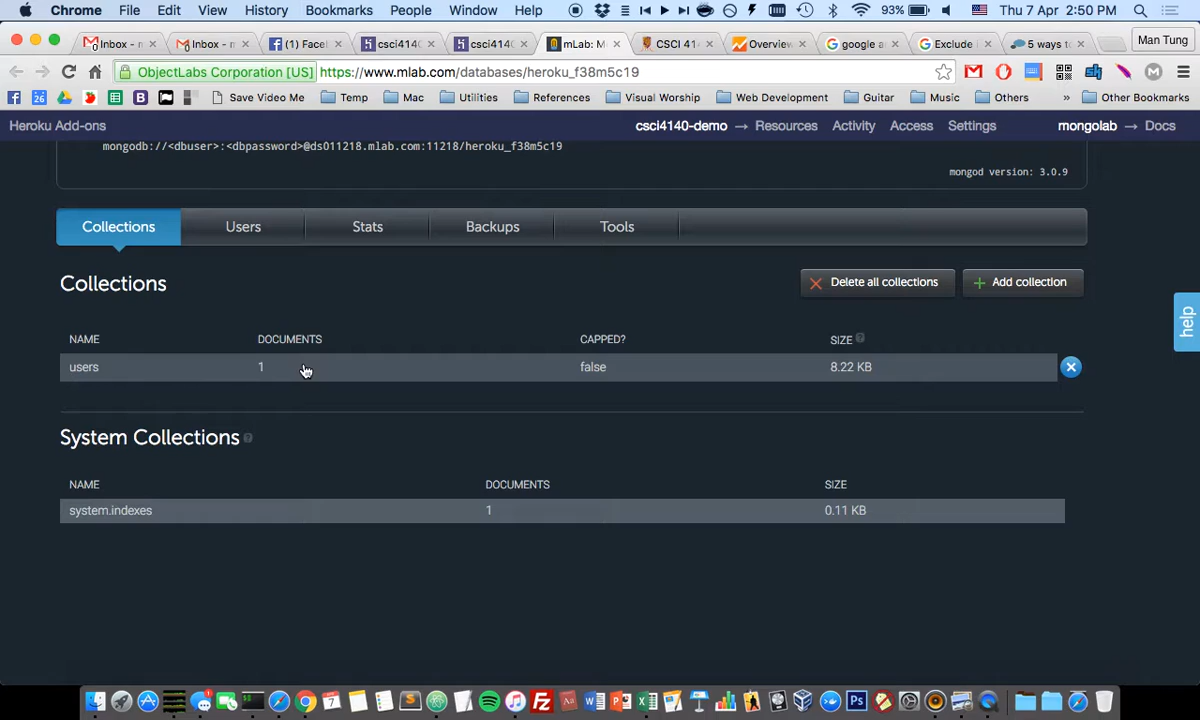 Chrome File Edit View History Bookmarks People Window Help 93% Thu 7 Apr 2:50 PM
Inbox - m Inbox - m (1) Face csci414 csci414 mLab: M CSCI 41 Overview google a Exclude 5 ways t Man Tung
ObjectLabs Corporation [US] https://www.mlab.com/databases/heroku_f38m5c19
Save Video Me Temp Mac Utilities References Visual Worship Web Development Guitar Music Others » Other Bookmarks
Heroku Add-ons csci4140-demo → Resources Activity Access Settings mongolab → Docs
mongodb://<dbuser>:<dbpassword>@ds011218.mlab.com:11218/heroku_f38m5c19
mongod version: 3.0.9
Collections Users Stats Backups Tools
Collections Delete all collections + Add collection
help
NAME DOCUMENTS CAPPED? SIZE ?
users 1 false 8.22 KB
System Collections ?
NAME DOCUMENTS SIZE
system.indexes 1 0.11 KB